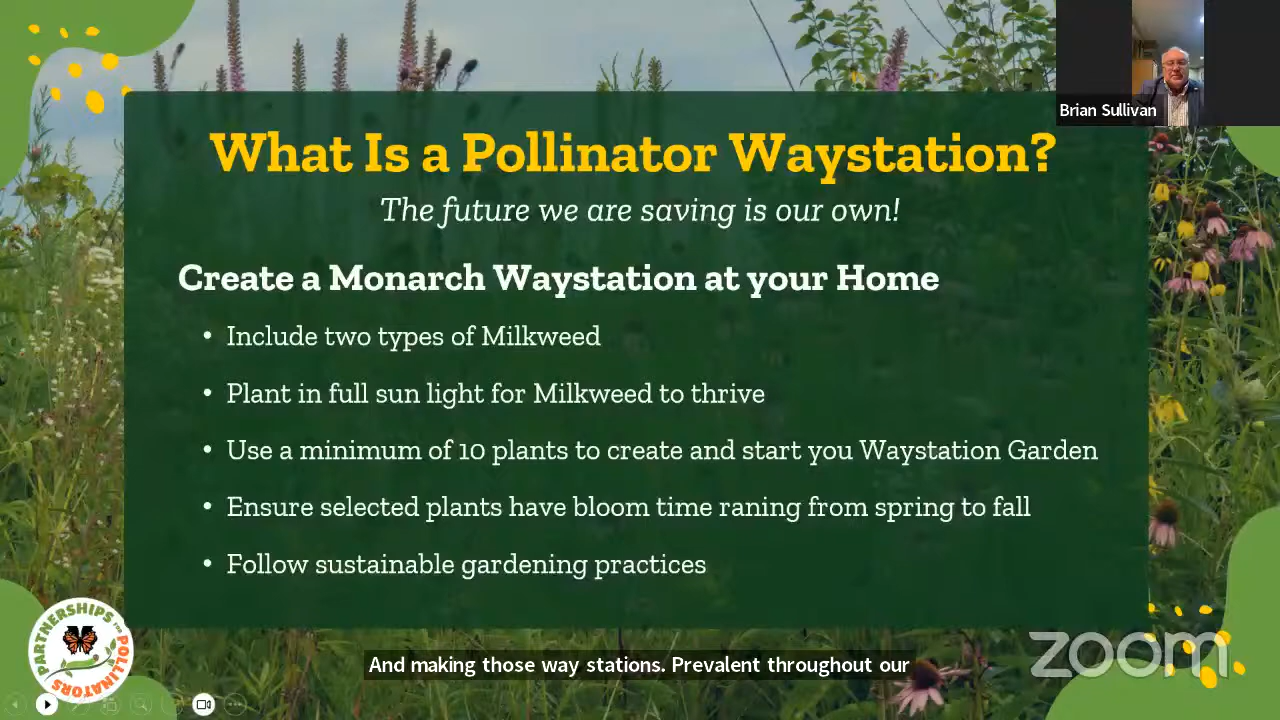 Brian Sullivan
What Is a Pollinator Waystation?
The future we are saving is our own!
Create a Monarch Waystation at your Home
• Include two types of Milkweed
• Plant in full sun light for Milkweed to thrive
• Use a minimum of 10 plants to create and start you Waystation Garden
• Ensure selected plants have bloom time raning from spring to fall
• Follow sustainable gardening practices
PARTNERSHIPS FOR POLLINATORS
zoom
And making those way stations. Prevalent throughout our